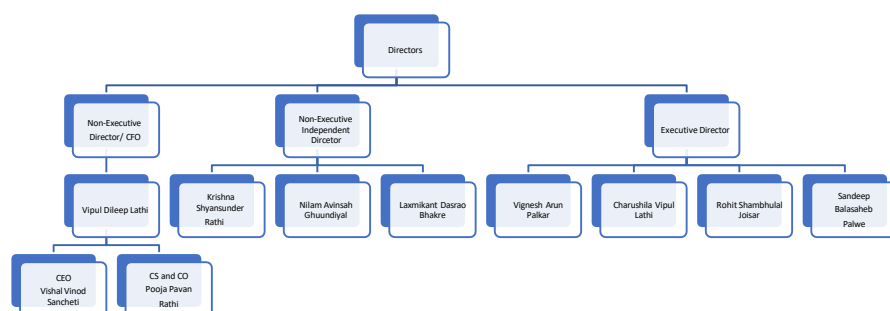 Directors
Non-Executive
Director/ CFO
Non-Executive
Independent
Dircetor
Executive Director
Vipul Dileep Lathi
Krishna
Shyansunder
Rathi
Nilam Avinsah
Ghuundiyal
Laxmikant Dasrao
Bhakre
Vignesh Arun
Palkar
Charushila Vipul
Lathi
Rohit Shambhulal
Joisar
Sandeep
Balasaheb
Palwe
CEO
Vishal Vinod
Sancheti
CS and CO
Pooja Pavan
Rathi